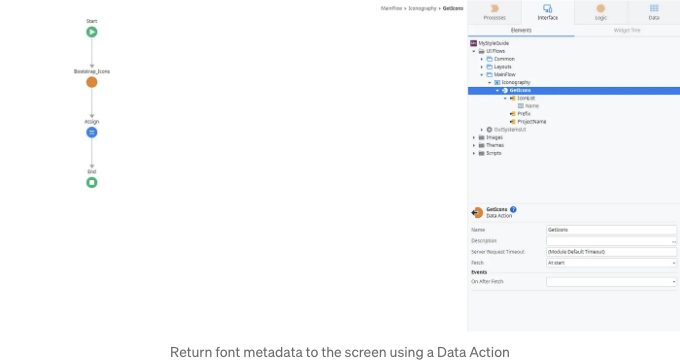 MainFlow > Iconography > GetIcons
Start
Bootstrap_Icons
Assign
End
Processes
Interface
Logic
Data
Elements
Widget Tree
MyStyleGuide
UI Flows
Common
Layouts
MainFlow
Iconography
GetIcons
IconList
Name
Prefix
ProjectName
OutSystemsUI
Images
Themes
Scripts
GetIcons ?
Data Action
Name GetIcons
Description ...
Server Request Timeout (Module Default Timeout)
Fetch At start
Events
On After Fetch
Return font metadata to the screen using a Data Action